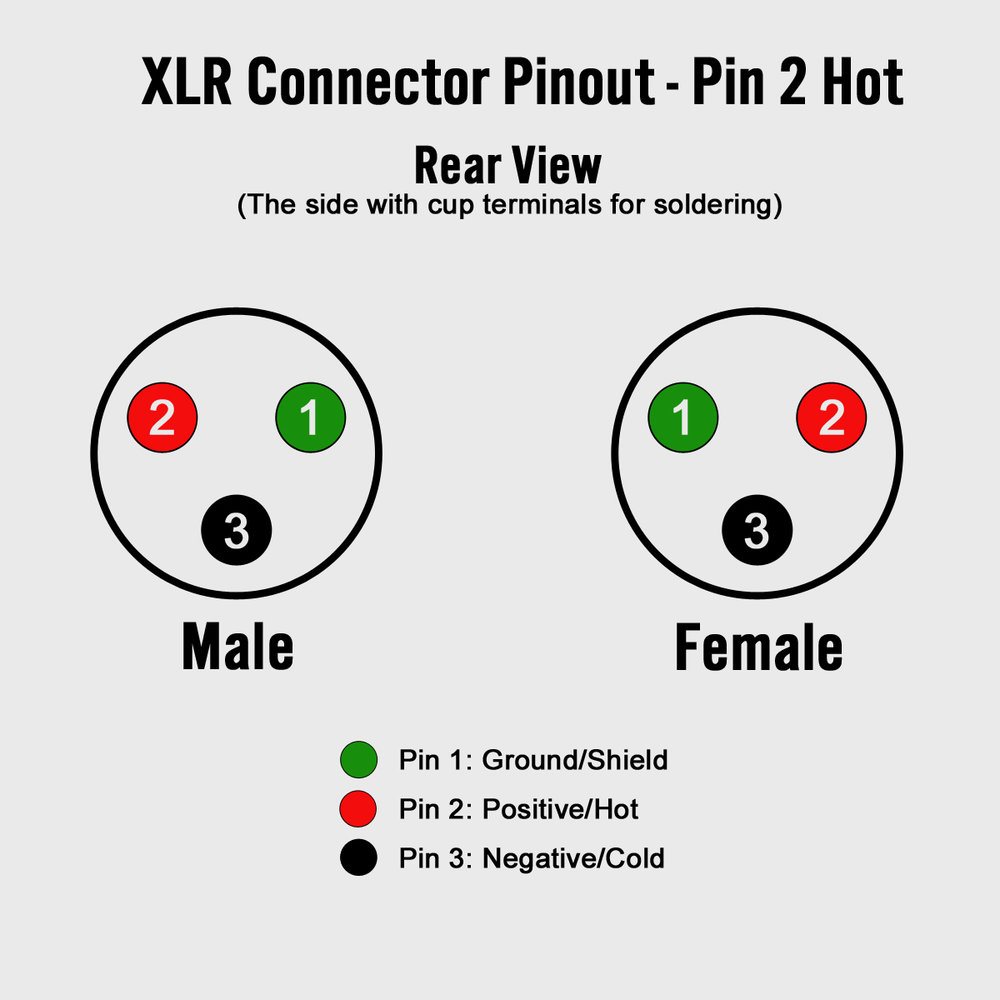 XLR Connector Pinout - Pin 2 Hot
Rear View
(The side with cup terminals for soldering)
2 1
3
Male
1 2
3
Female
Pin 1: Ground/Shield
Pin 2: Positive/Hot
Pin 3: Negative/Cold